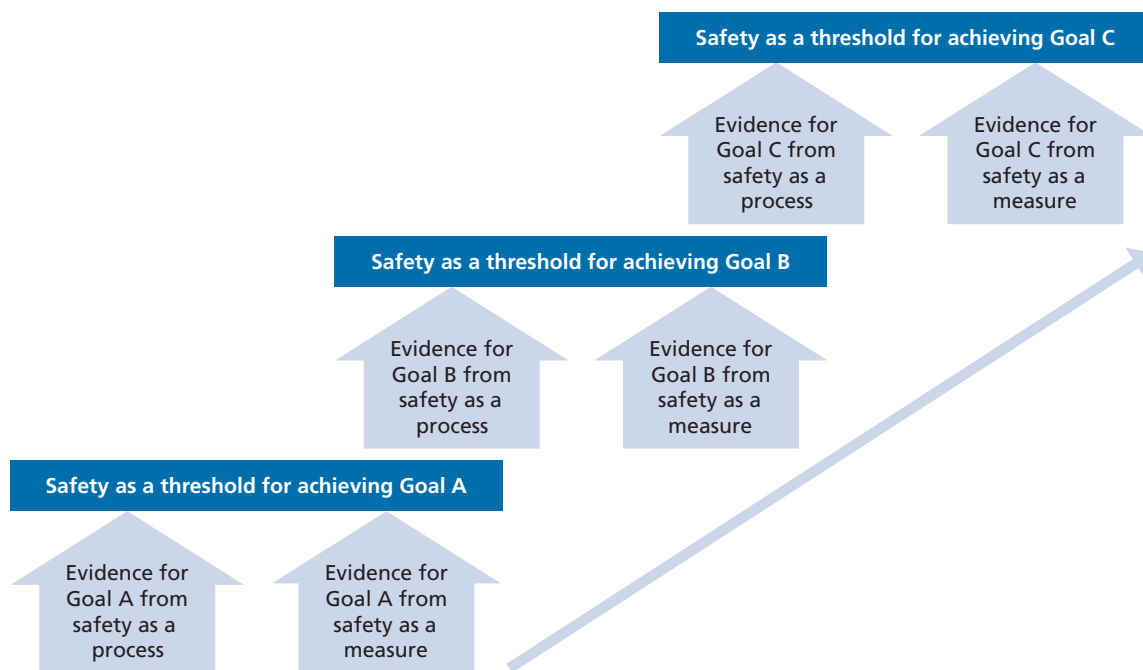 Safety as a threshold for achieving Goal C
Evidence for
Goal C from
safety as a
process
Evidence for
Goal C from
safety as a
measure
Safety as a threshold for achieving Goal B
Evidence for
Goal B from
safety as a
process
Evidence for
Goal B from
safety as a
measure
Safety as a threshold for achieving Goal A
Evidence for
Goal A from
safety as a
process
Evidence for
Goal A from
safety as a
measure